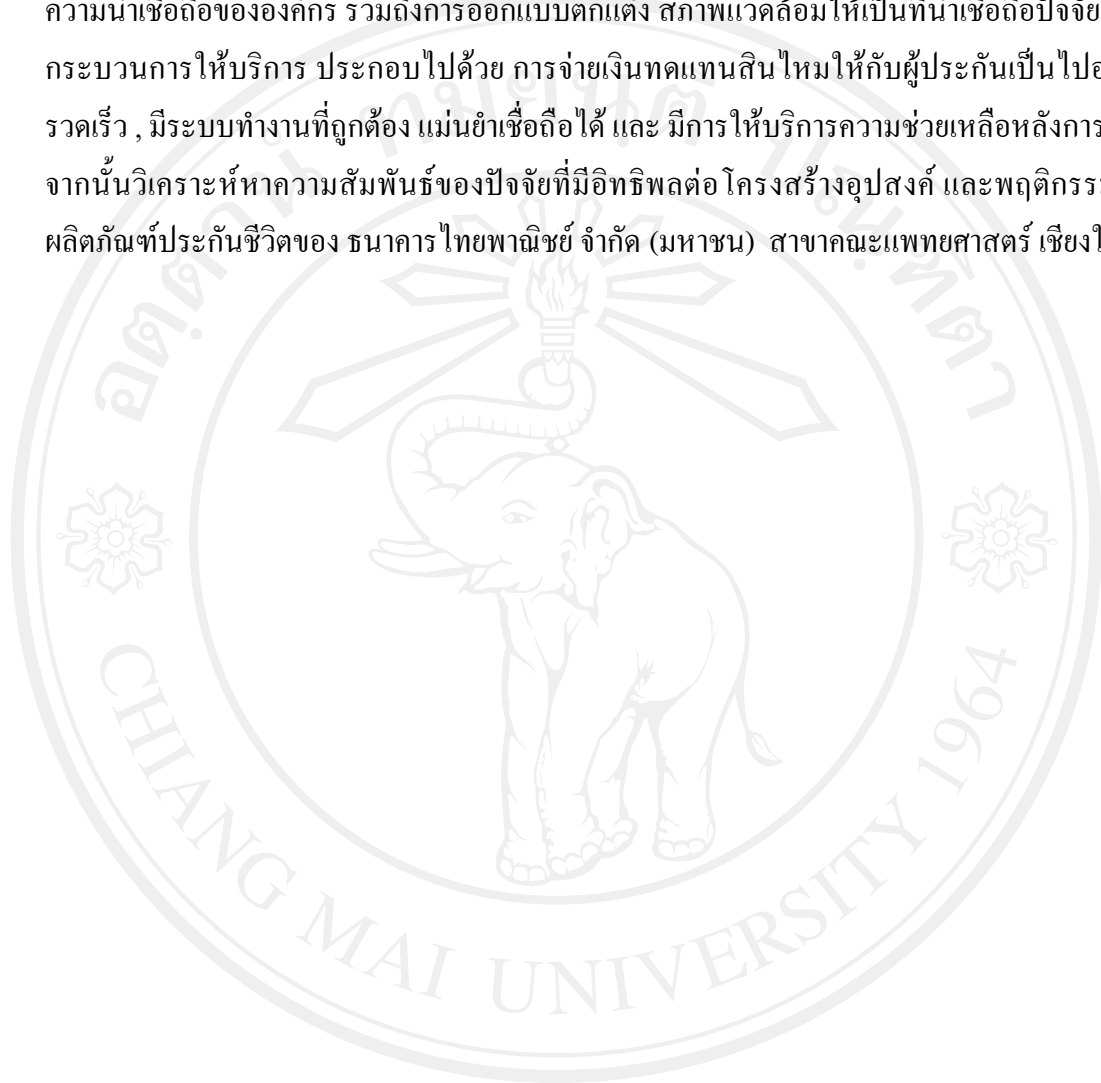 ความน่าเชื่อถือขององค์กร รวมถึงการออกแบบตกแต่ง สภาพแวดล้อมให้เป็นที่น่าเชื่อถือปัจจัย
กระบวนการให้บริการ ประกอบไปด้วย การจ่ายเงินทดแทนสินไหมให้กับผู้ประกันเป็นไปอ
รวดเร็ว , มีระบบทำงานที่ถูกต้อง แม่นยำเชื่อถือได้ และ มีการให้บริการความช่วยเหลือหลังการ
จากนั้นวิเคราะห์หาความสัมพันธ์ของปัจจัยที่มีอิทธิพลต่อโครงสร้างอุปสงค์ และพฤติกรร
ผลิตภัณฑ์ประกันชีวิตของ ธนาคารไทยพาณิชย์ จำกัด (มหาชน) สาขาคณะแพทยศาสตร์ เชียงใ
อตฺตานํ ทมยนฺติ ปณฺฑิตา
CHIANG MAI UNIVERSITY 1964